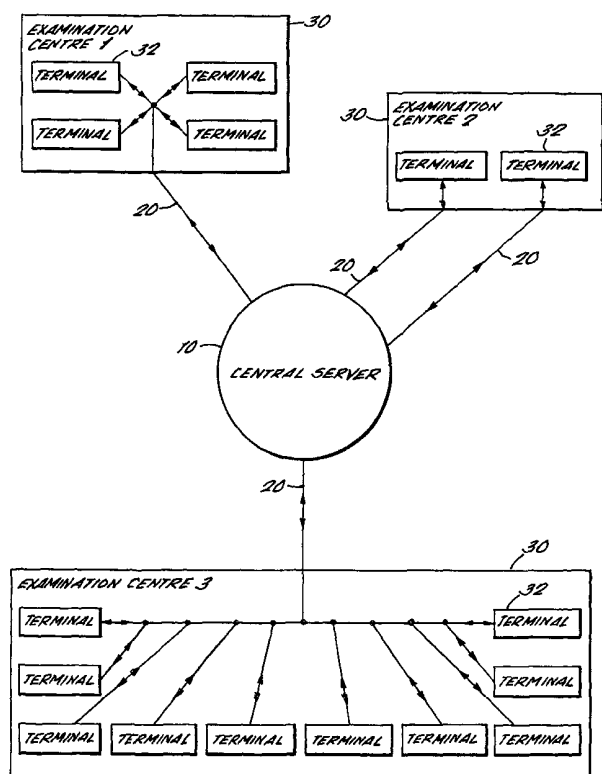 30
EXAMINATION
CENTRE 1
32
TERMINAL
TERMINAL
TERMINAL
TERMINAL
30
EXAMINATION
CENTRE 2
32
TERMINAL
TERMINAL
20
20
20
10
CENTRAL SERVER
20
30
EXAMINATION CENTRE 3
32
TERMINAL
TERMINAL
TERMINAL
TERMINAL
TERMINAL
TERMINAL
TERMINAL
TERMINAL
TERMINAL
TERMINAL